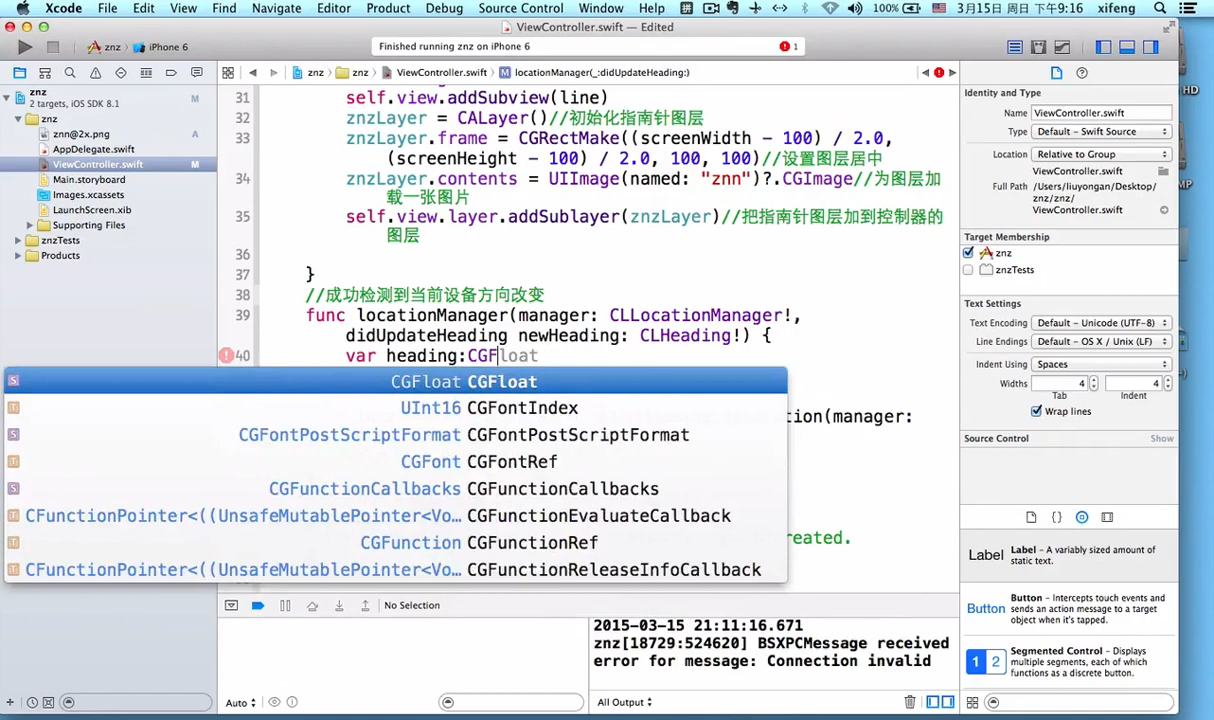 Xcode File Edit View Find Navigate Editor Product Debug Source Control Window Help 100% 3月15日 周日 下午9:16 xifeng
ViewController.swift — Edited
znz iPhone 6 Finished running znz on iPhone 6 1
znz znz ViewController.swift locationManager(_:didUpdateHeading:)
znz
2 targets, iOS SDK 8.1
M
znz
znn@2x.png A
AppDelegate.swift
ViewController.swift M
Main.storyboard
Images.xcassets
LaunchScreen.xib
Supporting Files
znzTests
Products
31 self.view.addSubview(line)
32 znzLayer = CALayer()//初始化指南针图层
33 znzLayer.frame = CGRectMake((screenWidth - 100) / 2.0,
(screenHeight - 100) / 2.0, 100, 100)//设置图层居中
34 znzLayer.contents = UIImage(named: "znn")?.CGImage//为图层加
载一张图片
35 self.view.layer.addSublayer(znzLayer)//把指南针图层加到控制器的
图层
36
37 }
38 //成功检测到当前设备方向改变
39 func locationManager(manager: CLLocationManager!,
didUpdateHeading newHeading: CLHeading!) {
40 var heading:CGFloat
CGFloat CGFloat
UInt16 CGFontIndex
CGFontPostScriptFormat CGFontPostScriptFormat
CGFont CGFontRef
CGFunctionCallbacks CGFunctionCallbacks
CFunctionPointer<((UnsafeMutablePointer<Vo... CGFunctionEvaluateCallback
CGFunction CGFunctionRef
CFunctionPointer<((UnsafeMutablePointer<Vo... CGFunctionReleaseInfoCallback
(manager:
reated.
No Selection
2015-03-15 21:11:16.671
znz[18729:524620] BSXPCMessage received
error for message: Connection invalid
Auto
All Output
Identity and Type
Name ViewController.swift
Type Default - Swift Source
Location Relative to Group
ViewController.swift
Full Path /Users/liuyongan/Desktop/
znz/znz/
ViewController.swift
Target Membership
znz
znzTests
Text Settings
Text Encoding Default - Unicode (UTF-8)
Line Endings Default - OS X / Unix (LF)
Indent Using Spaces
Widths 4 4
Tab Indent
Wrap lines
Source Control Show
Label Label - A variably sized amount of
static text.
Button Button - Intercepts touch events and
sends an action message to a target
object when it's tapped.
1 2 Segmented Control - Displays
multiple segments, each of which
functions as a discrete button.
HD